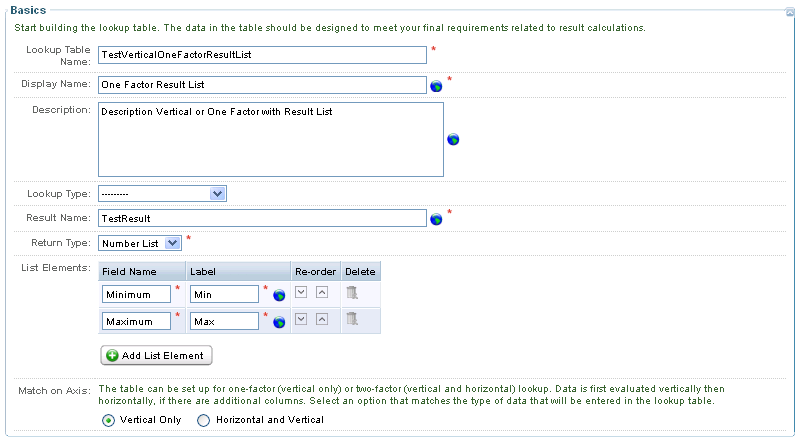 Basics
Start building the lookup table. The data in the table should be designed to meet your final requirements related to result calculations.
Lookup Table Name: TestVerticalOneFactorResultList *
Display Name: One Factor Result List *
Description: Description Vertical or One Factor with Result List
Lookup Type: ---------
Result Name: TestResult *
Return Type: Number List *
List Elements: Field Name Label Re-order Delete
Minimum * Min *
Maximum * Max *
Add List Element
Match on Axis: The table can be set up for one-factor (vertical only) or two-factor (vertical and horizontal) lookup. Data is first evaluated vertically then
horizontally, if there are additional columns. Select an option that matches the type of data that will be entered in the lookup table.
Vertical Only Horizontal and Vertical